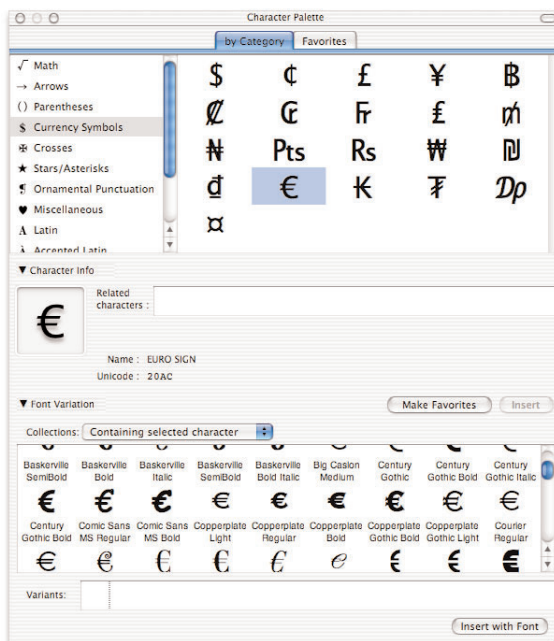 Character Palette
by Category Favorites
√ Math
→ Arrows
() Parentheses
$ Currency Symbols
✠ Crosses
★ Stars/Asterisks
¶ Ornamental Punctuation
♥ Miscellaneous
A Latin
À Accented Latin
$ ¢ £ ¥ ฿
₡ ₢ ₣ ₤ ₥
₦ Pts Rs ₩ ₪
₫ € ₭ ₮ ₯
¤
▼ Character Info
Related
characters :
€
Name : EURO SIGN
Unicode : 20AC
▼ Font Variation
Make Favorites Insert
Collections: Containing selected character
Baskerville Baskerville Baskerville Baskerville Baskerville Big Caslon Century Century Century
SemiBold Bold Italic SemiBold Bold Italic Medium Gothic Gothic Bold Gothic Italic
€ € € € € € € € €
Century Comic Sans Comic Sans Copperplate Copperplate Copperplate Copperplate Copperplate Courier
Gothic Bold MS Regular MS Bold Light Regular Bold Gothic Bold Gothic Light Regular
€ € € € € € € € €
Variants:
Insert with Font